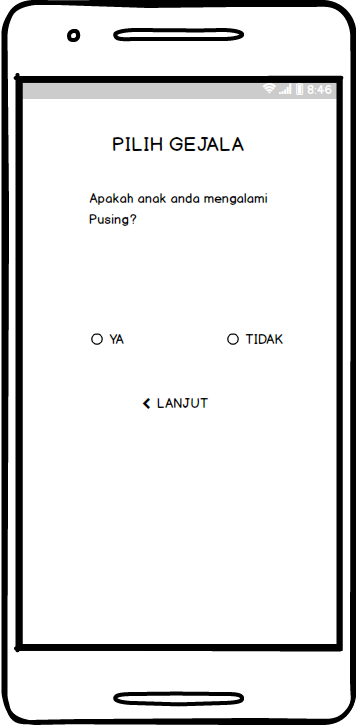 8:46
PILIH GEJALA
Apakah anak anda mengalami
Pusing?
YA TIDAK
LANJUT